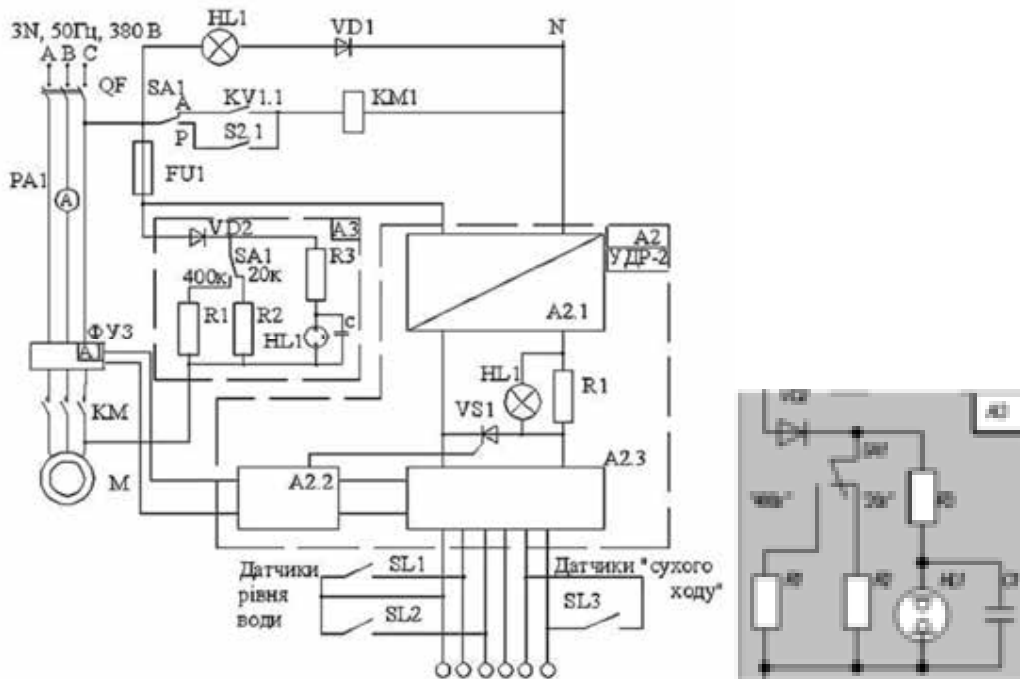 HL1 VD1 N
3N, 50Гц, 380 В
A B C
QF SA1
A KV1.1 KM1
P S2.1
PA1 A FU1
VD2 A3 A2
SA1 R3 УДР-2
400к 20к
R1 R2 C A2.1
HL1
ФУЗ
A1
HL1 R1
KM VS1
M A2.2 A2.3
Датчики SL1 Датчики "сухого
рівня ходу"
води SL2 SL3